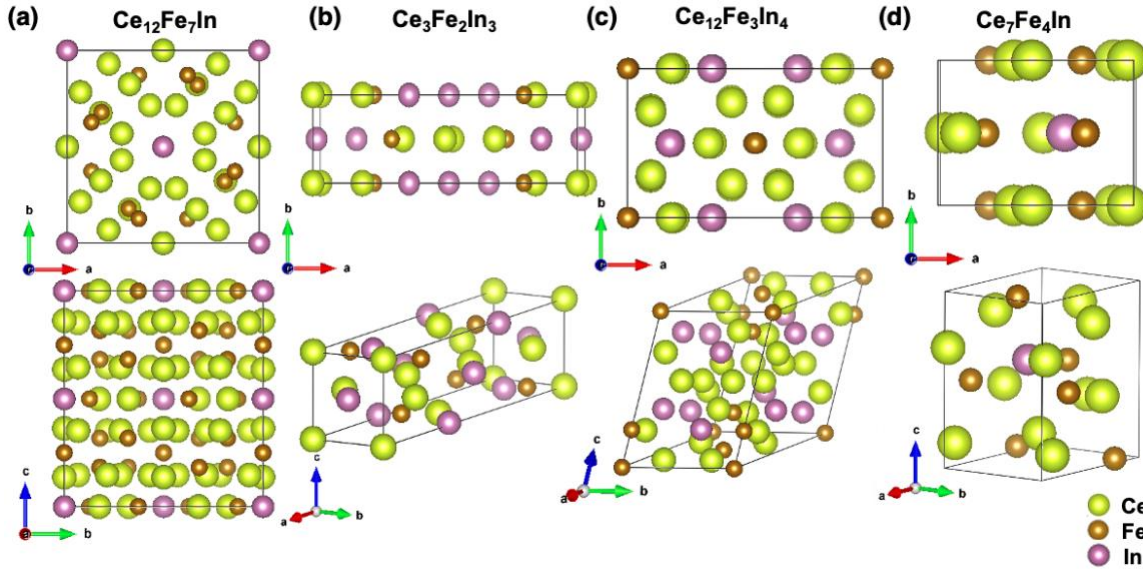 (a) Ce₁₂Fe₇In
(b) Ce₃Fe₂In₃
(c) Ce₁₂Fe₃In₄
(d) Ce₇Fe₄In
b
a
b
a
b
a
b
a
c
a
b
c
a
b
c
a
b
c
a
b
Ce
Fe
In